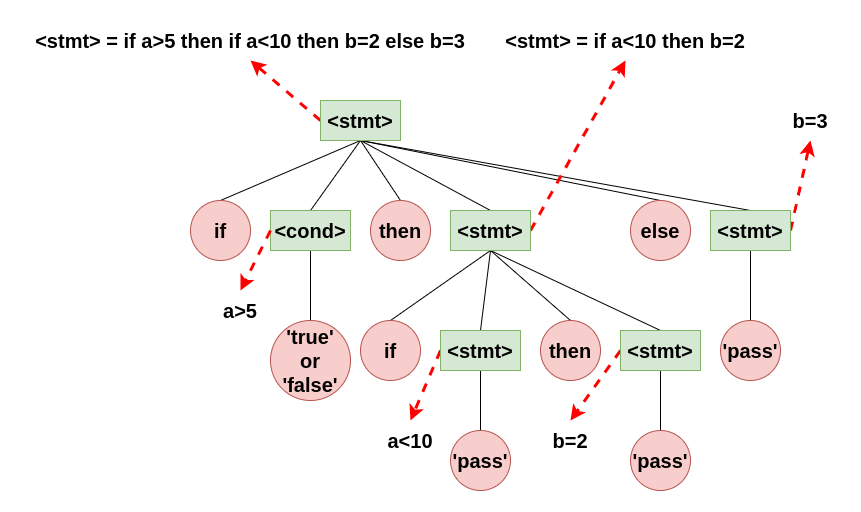 <stmt> = if a>5 then if a<10 then b=2 else b=3
<stmt> = if a<10 then b=2
<stmt>
b=3
if
<cond>
then
<stmt>
else
<stmt>
a>5
'true'
or
'false'
if
<stmt>
then
<stmt>
'pass'
a<10
b=2
'pass'
'pass'